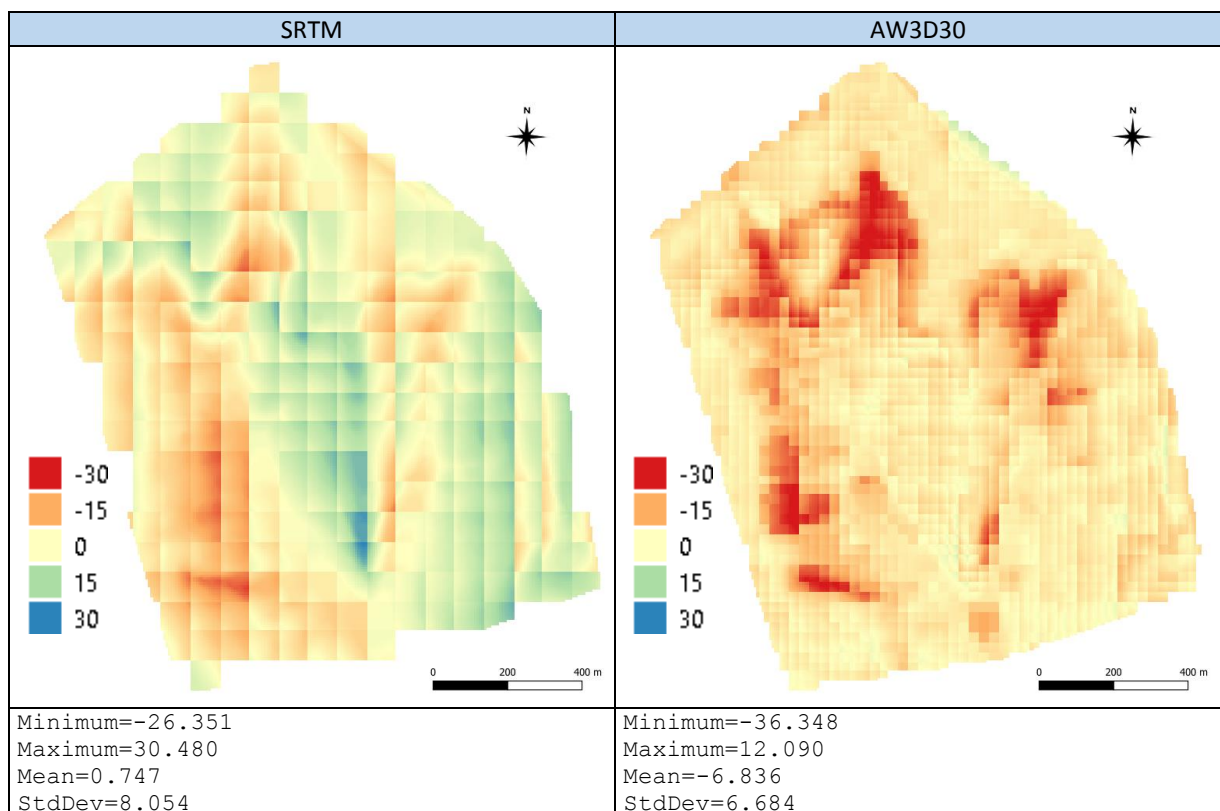 SRTM
AW3D30
N
N
-30
-15
0
15
30
-30
-15
0
15
30
0 200 400 m
0 200 400 m
Minimum=-26.351
Maximum=30.480
Mean=0.747
StdDev=8.054
Minimum=-36.348
Maximum=12.090
Mean=-6.836
StdDev=6.684